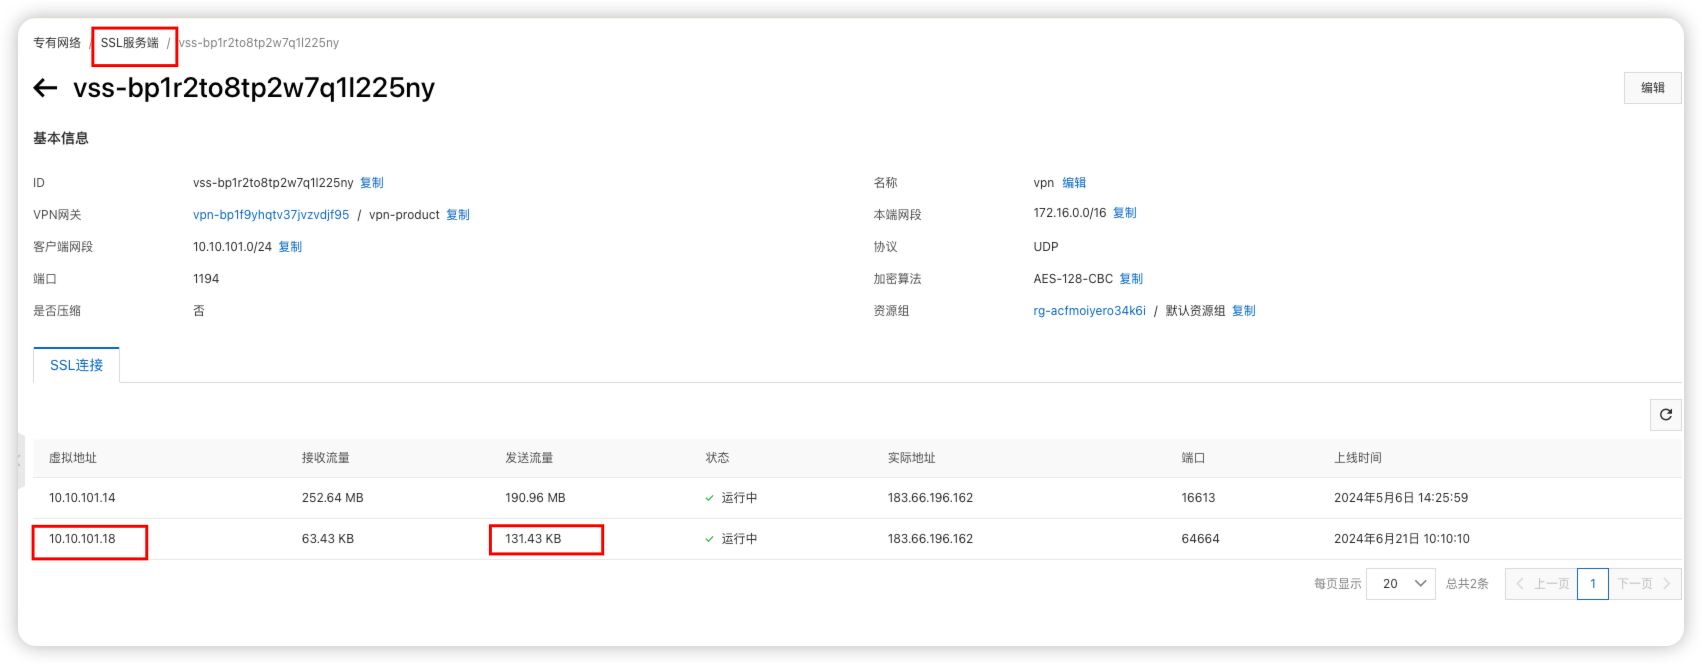 专有网络 / SSL服务端 / vss-bp1r2to8tp2w7q1l225ny
vss-bp1r2to8tp2w7q1l225ny
编辑
基本信息
ID vss-bp1r2to8tp2w7q1l225ny 复制 名称 vpn 编辑
VPN网关 vpn-bp1f9yhqtv37jvzvdjf95 / vpn-product 复制 本端网段 172.16.0.0/16 复制
客户端网段 10.10.101.0/24 复制 协议 UDP
端口 1194 加密算法 AES-128-CBC 复制
是否压缩 否 资源组 rg-acfmoiyero34k6i / 默认资源组 复制
SSL连接
虚拟地址 接收流量 发送流量 状态 实际地址 端口 上线时间
10.10.101.14 252.64 MB 190.96 MB 运行中 183.66.196.162 16613 2024年5月6日 14:25:59
10.10.101.18 63.43 KB 131.43 KB 运行中 183.66.196.162 64664 2024年6月21日 10:10:10
每页显示 20 总共2条 上一页 1 下一页